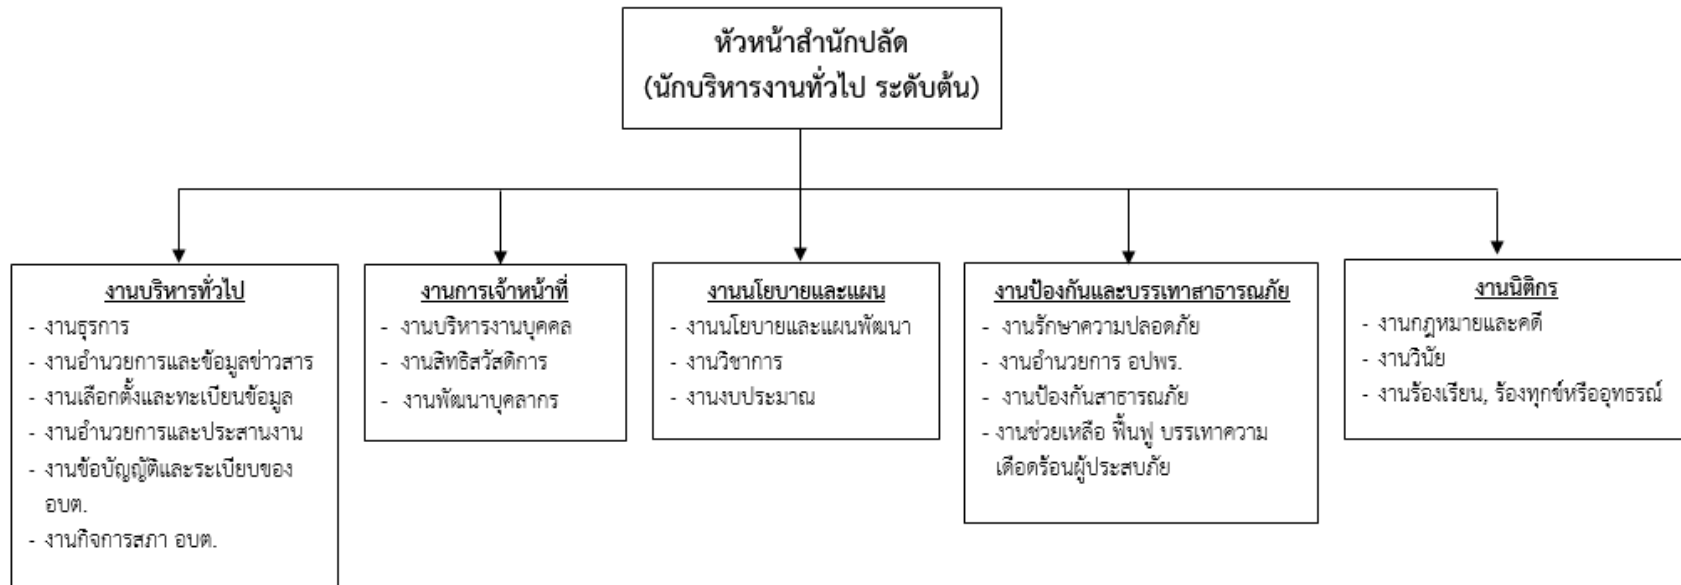 หัวหน้าสำนักปลัด
(นักบริหารงานทั่วไป ระดับต้น)
งานบริหารทั่วไป
- งานธุรการ
- งานอำนวยการและข้อมูลข่าวสาร
- งานเลือกตั้งและทะเบียนข้อมูล
- งานอำนวยการและประสานงาน
- งานข้อบัญญัติและระเบียบของ
อบต.
- งานกิจการสภา อบต.
งานการเจ้าหน้าที่
- งานบริหารงานบุคคล
- งานสิทธิสวัสดิการ
- งานพัฒนาบุคลากร
งานนโยบายและแผน
- งานนโยบายและแผนพัฒนา
- งานวิชาการ
- งานงบประมาณ
งานป้องกันและบรรเทาสาธารณภัย
- งานรักษาความปลอดภัย
- งานอำนวยการ อปพร.
- งานป้องกันสาธารณภัย
- งานช่วยเหลือ ฟื้นฟู บรรเทาความ
เดือดร้อนผู้ประสบภัย
งานนิติกร
- งานกฎหมายและคดี
- งานวินัย
- งานร้องเรียน, ร้องทุกข์หรืออุทธรณ์